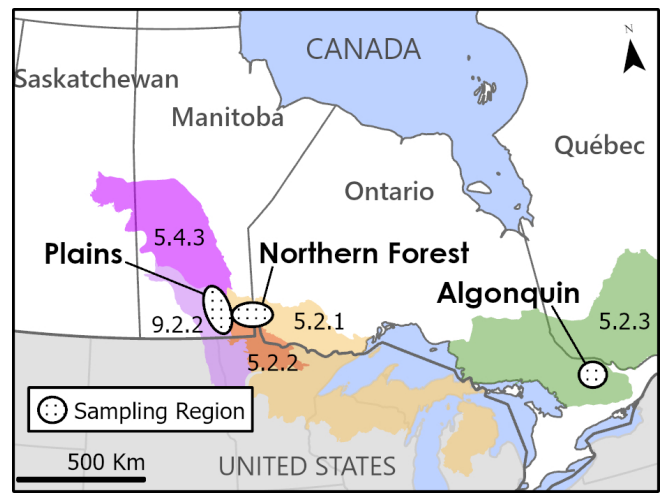 N
CANADA
Saskatchewan
Manitoba
Québec
Ontario
5.4.3
Plains
Northern Forest
Algonquin
9.2.2
5.2.1
5.2.3
5.2.2
Sampling Region
500 Km
UNITED STATES